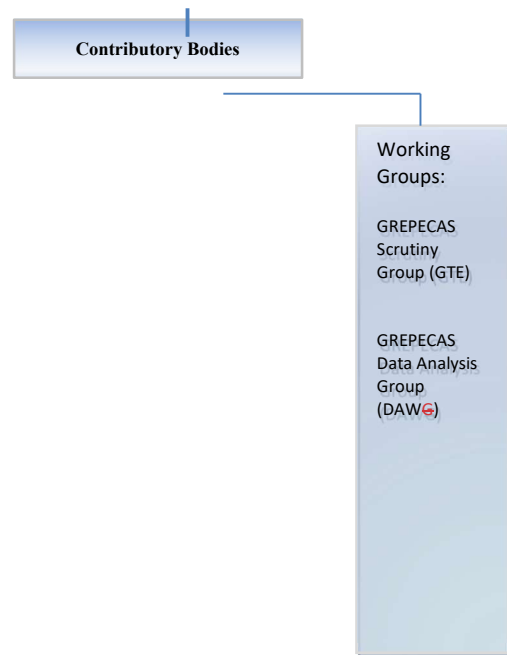 Contributory Bodies
Working
Groups:
GREPECAS
Scrutiny
Group (GTE)
GREPECAS
Data Analysis
Group
(DAWG)